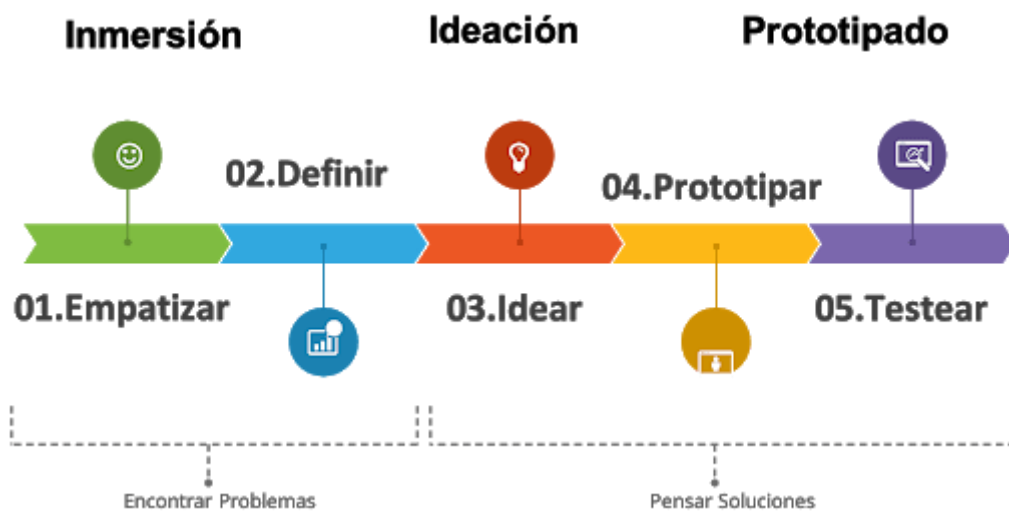 Inmersión
Ideación
Prototipado
02.Definir
04.Prototipar
01.Empatizar
03.Idear
05.Testear
Encontrar Problemas
Pensar Soluciones